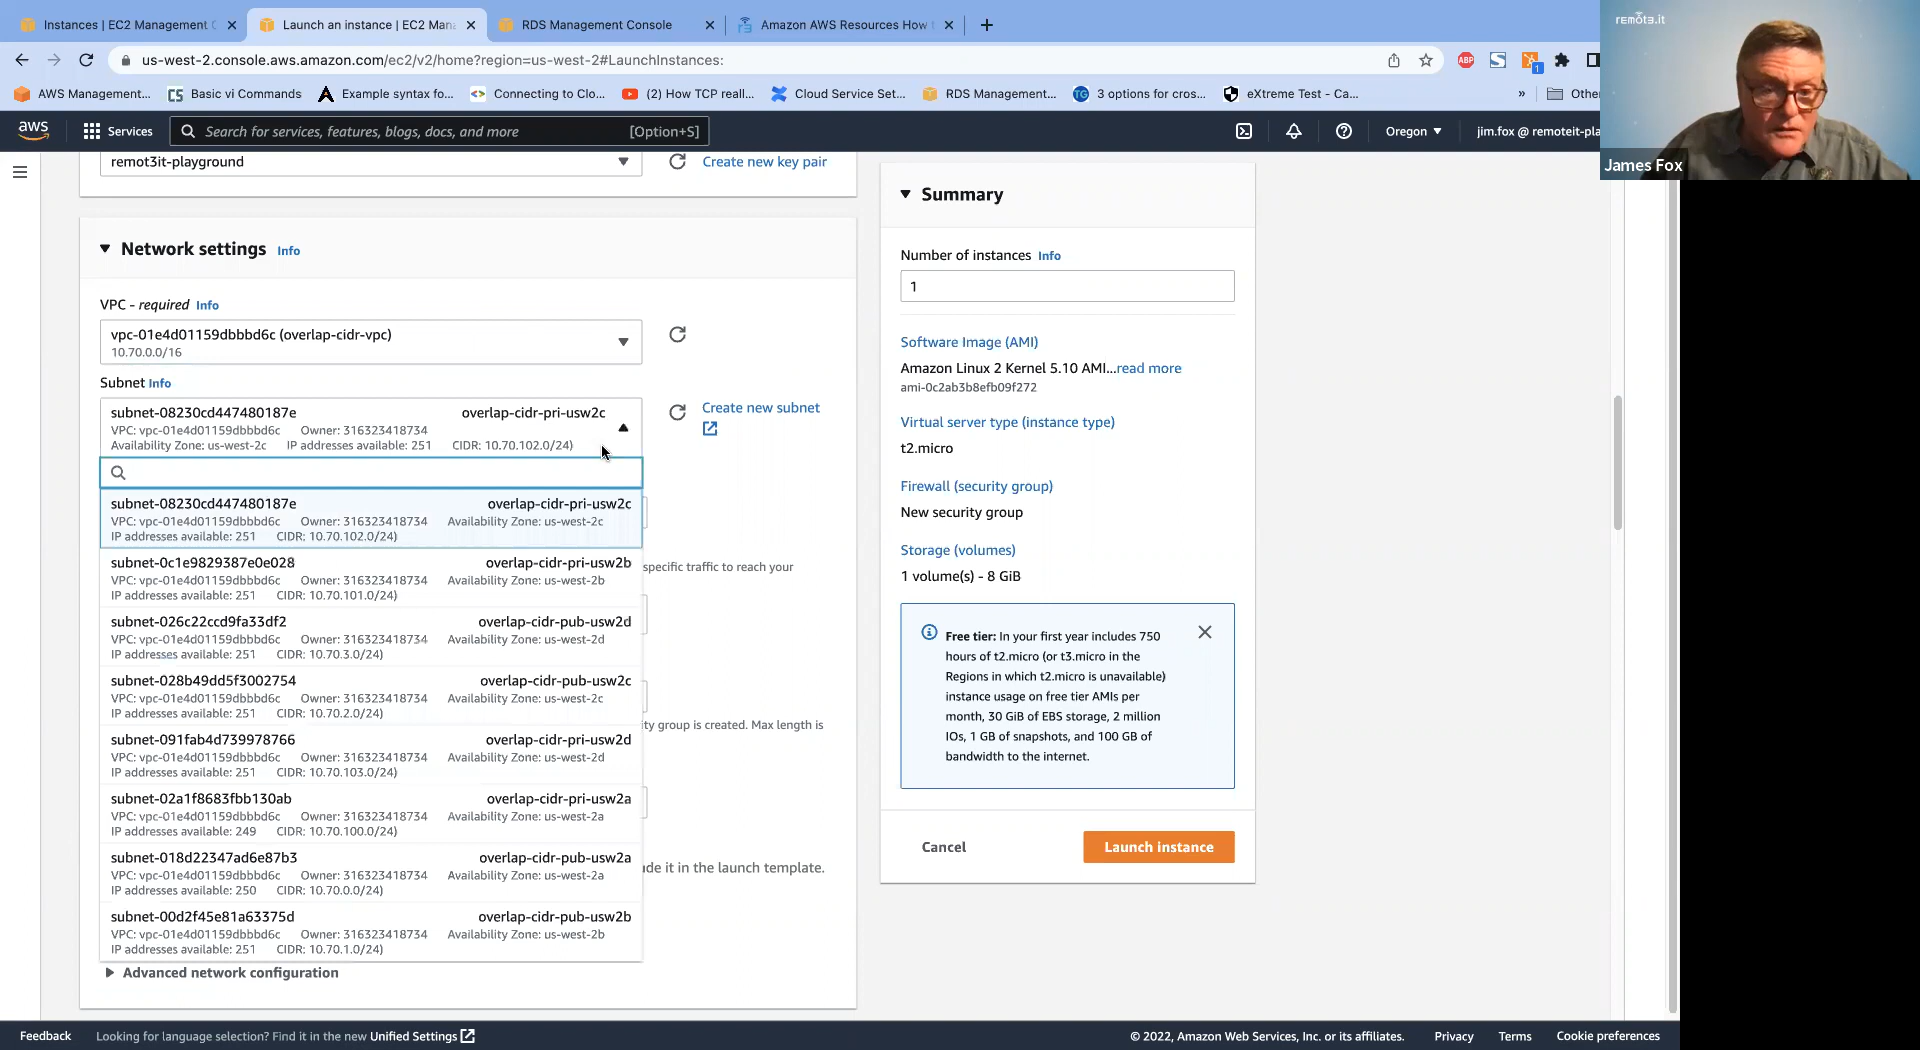 Instances | EC2 Management C
Launch an instance | EC2 Mana
RDS Management Console
Amazon AWS Resources How t
us-west-2.console.aws.amazon.com/ec2/v2/home?region=us-west-2#LaunchInstances:
ABP
1
AWS Management...
Basic vi Commands
Example syntax fo...
Connecting to Clo...
(2) How TCP reall...
Cloud Service Set...
RDS Management...
3 options for cros...
eXtreme Test - Ca...
»
Other
remote.it
James Fox
aws
Services
Search for services, features, blogs, docs, and more
[Option+S]
Oregon
jim.fox @ remoteit-pla
remot3it-playground
Create new key pair
Network settings Info
VPC - required Info
vpc-01e4d01159dbbbd6c (overlap-cidr-vpc)
10.70.0.0/16
Subnet Info
subnet-08230cd447480187e overlap-cidr-pri-usw2c
VPC: vpc-01e4d01159dbbbd6c Owner: 316323418734
Availability Zone: us-west-2c IP addresses available: 251 CIDR: 10.70.102.0/24)
Create new subnet
subnet-08230cd447480187e overlap-cidr-pri-usw2c
VPC: vpc-01e4d01159dbbbd6c Owner: 316323418734 Availability Zone: us-west-2c
IP addresses available: 251 CIDR: 10.70.102.0/24)
subnet-0c1e9829387e0e028 overlap-cidr-pri-usw2b
VPC: vpc-01e4d01159dbbbd6c Owner: 316323418734 Availability Zone: us-west-2b
IP addresses available: 251 CIDR: 10.70.101.0/24)
specific traffic to reach your
subnet-026c22ccd9fa33df2 overlap-cidr-pub-usw2d
VPC: vpc-01e4d01159dbbbd6c Owner: 316323418734 Availability Zone: us-west-2d
IP addresses available: 251 CIDR: 10.70.3.0/24)
subnet-028b49dd5f3002754 overlap-cidr-pub-usw2c
VPC: vpc-01e4d01159dbbbd6c Owner: 316323418734 Availability Zone: us-west-2c
IP addresses available: 251 CIDR: 10.70.2.0/24)
ity group is created. Max length is
subnet-091fab4d739978766 overlap-cidr-pri-usw2d
VPC: vpc-01e4d01159dbbbd6c Owner: 316323418734 Availability Zone: us-west-2d
IP addresses available: 251 CIDR: 10.70.103.0/24)
subnet-02a1f8683fbb130ab overlap-cidr-pri-usw2a
VPC: vpc-01e4d01159dbbbd6c Owner: 316323418734 Availability Zone: us-west-2a
IP addresses available: 249 CIDR: 10.70.100.0/24)
subnet-018d22347ad6e87b3 overlap-cidr-pub-usw2a
VPC: vpc-01e4d01159dbbbd6c Owner: 316323418734 Availability Zone: us-west-2a
IP addresses available: 250 CIDR: 10.70.0.0/24)
de it in the launch template.
subnet-00d2f45e81a63375d overlap-cidr-pub-usw2b
VPC: vpc-01e4d01159dbbbd6c Owner: 316323418734 Availability Zone: us-west-2b
IP addresses available: 251 CIDR: 10.70.1.0/24)
Advanced network configuration
Summary
Number of instances Info
1
Software Image (AMI)
Amazon Linux 2 Kernel 5.10 AMI...read more
ami-0c2ab3b8efb09f272
Virtual server type (instance type)
t2.micro
Firewall (security group)
New security group
Storage (volumes)
1 volume(s) - 8 GiB
Free tier: In your first year includes 750
hours of t2.micro (or t3.micro in the
Regions in which t2.micro is unavailable)
instance usage on free tier AMIs per
month, 30 GiB of EBS storage, 2 million
IOs, 1 GB of snapshots, and 100 GB of
bandwidth to the internet.
Cancel
Launch instance
Feedback
Looking for language selection? Find it in the new Unified Settings
© 2022, Amazon Web Services, Inc. or its affiliates.
Privacy
Terms
Cookie preferences